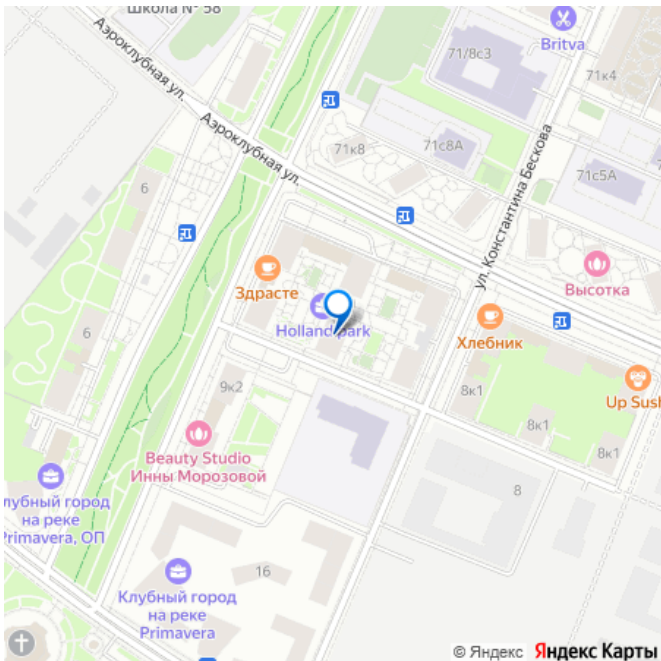 Школа № 58
Britva
71/8с3
71к4
Аэроклубная ул.
Аэроклубная ул.
71к8
71с8А
71с5А
ул. Константина Бескова
6
Высотка
Здрасте
Holland park
Хлебник
6
Up Sush
9к2
8к1
8к1
8к1
Beauty Studio
Инны Морозовой
8
лубный город
на реке
Primavera, ОП
16
Клубный город
на реке
Primavera
© Яндекс Яндекс Карты